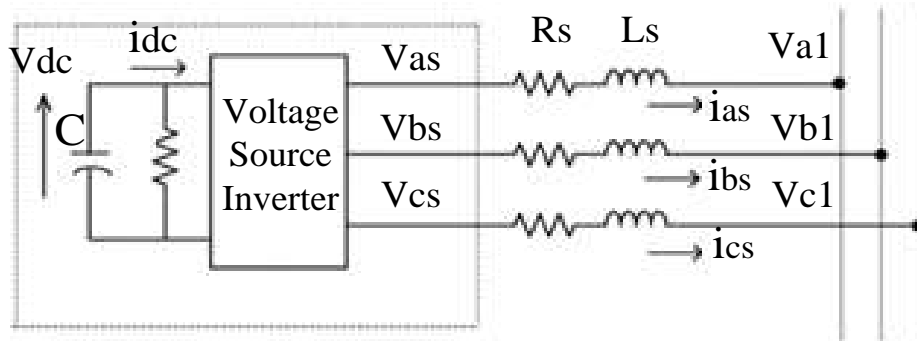 Vdc
idc
C
Voltage
Source
Inverter
Vas
Vbs
Vcs
Rs
Ls
ias
ibs
ics
Va1
Vb1
Vc1